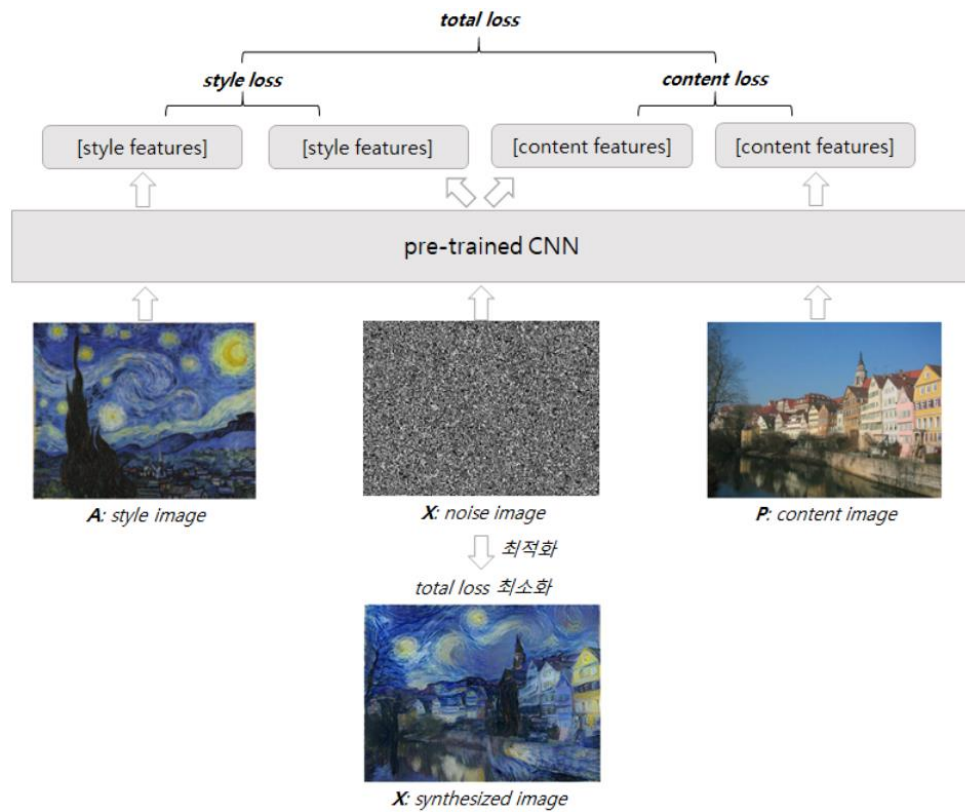 total loss
style loss
content loss
[style features]
[style features]
[content features]
[content features]
pre-trained CNN
A: style image
X: noise image
P: content image
최적화
total loss 최소화
X: synthesized image